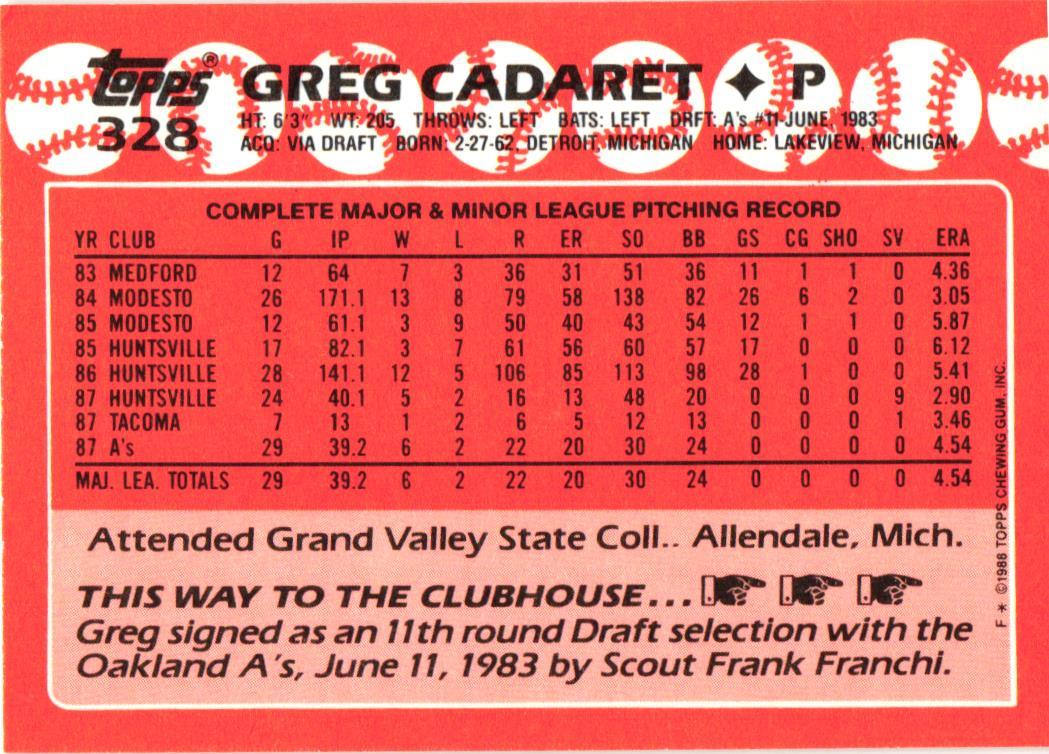 topps® GREG CADARET ✦ P
328 HT: 6'3" WT: 205 THROWS: LEFT BATS: LEFT DRFT: A's #11-JUNE, 1983
ACQ: VIA DRAFT BORN: 2-27-62, DETROIT, MICHIGAN HOME: LAKEVIEW, MICHIGAN
COMPLETE MAJOR & MINOR LEAGUE PITCHING RECORD
YR CLUB G IP W L R ER SO BB GS CG SHO SV ERA
83 MEDFORD 12 64 7 3 36 31 51 36 11 1 1 0 4.36
84 MODESTO 26 171.1 13 8 79 58 138 82 26 6 2 0 3.05
85 MODESTO 12 61.1 3 9 50 40 43 54 12 1 1 0 5.87
85 HUNTSVILLE 17 82.1 3 7 61 56 60 57 17 0 0 0 6.12
86 HUNTSVILLE 28 141.1 12 5 106 85 113 98 28 1 0 0 5.41
87 HUNTSVILLE 24 40.1 5 2 16 13 48 20 0 0 0 9 2.90
87 TACOMA 7 13 1 2 6 5 12 13 0 0 0 1 3.46
87 A's 29 39.2 6 2 22 20 30 24 0 0 0 0 4.54
MAJ. LEA. TOTALS 29 39.2 6 2 22 20 30 24 0 0 0 0 4.54
Attended Grand Valley State Coll.. Allendale, Mich.
THIS WAY TO THE CLUBHOUSE...
Greg signed as an 11th round Draft selection with the
Oakland A's, June 11, 1983 by Scout Frank Franchi.
F * ©1988 TOPPS CHEWING GUM, INC.